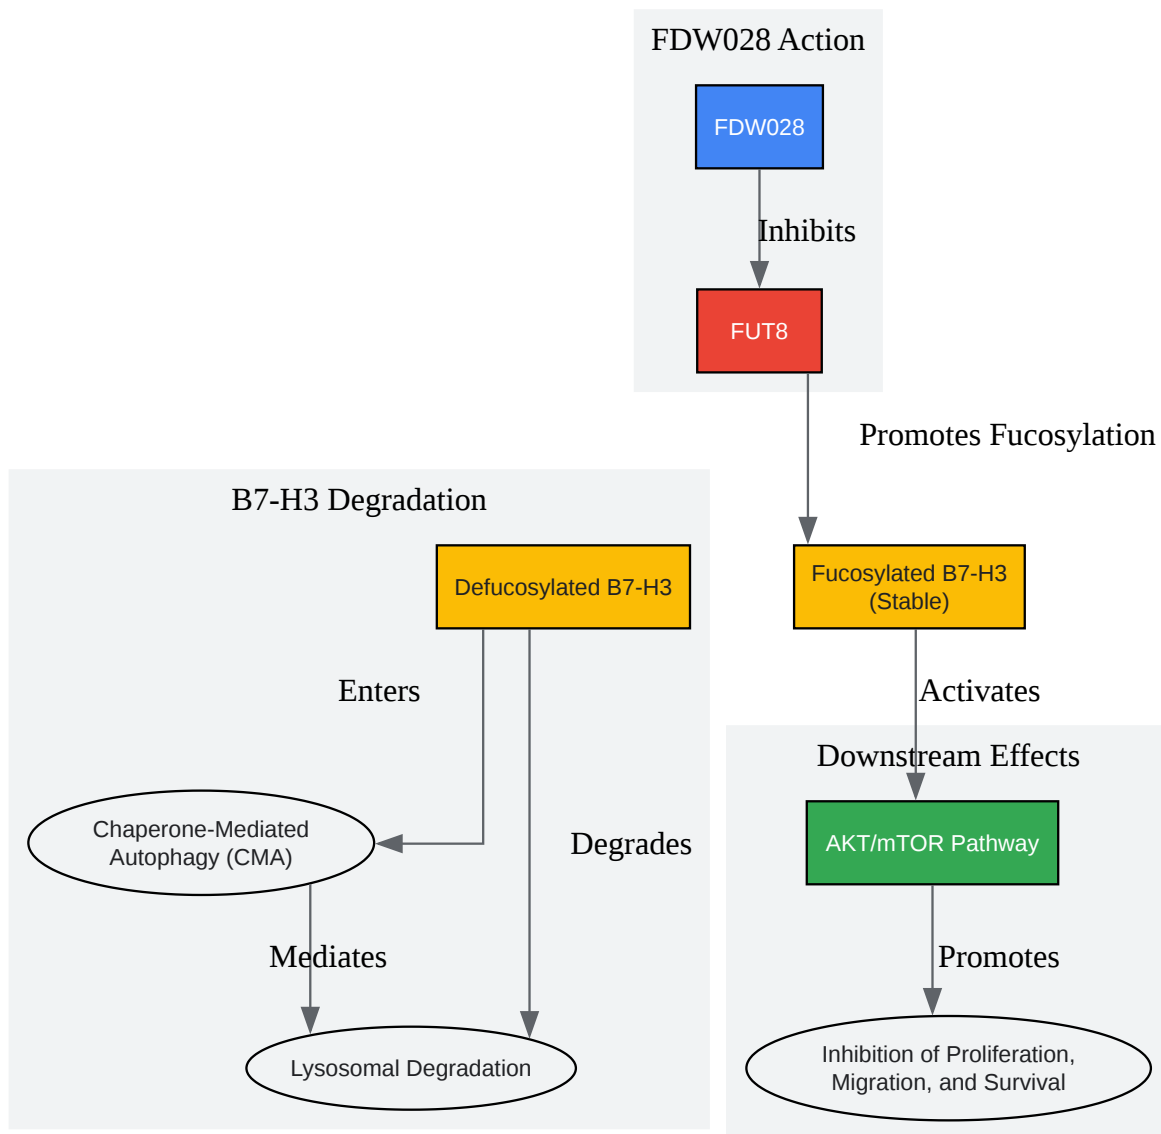 FDW028 Action
FDW028
Inhibits
FUT8
Promotes Fucosylation
B7-H3 Degradation
Defucosylated B7-H3
Fucosylated B7-H3
(Stable)
Enters
Activates
Downstream Effects
Chaperone-Mediated
Autophagy (CMA)
Degrades
AKT/mTOR Pathway
Mediates
Promotes
Lysosomal Degradation
Inhibition of Proliferation,
Migration, and Survival